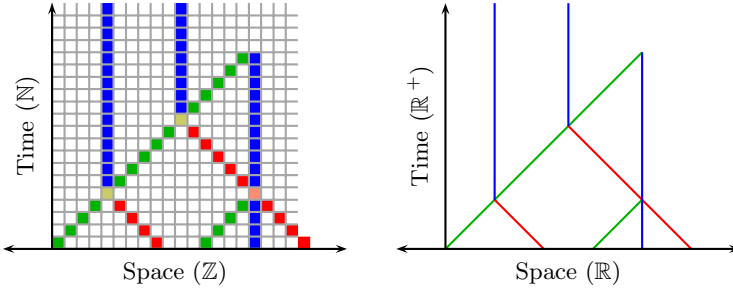 Time (ℕ)
Space (ℤ)
Time (ℝ⁺)
Space (ℝ)